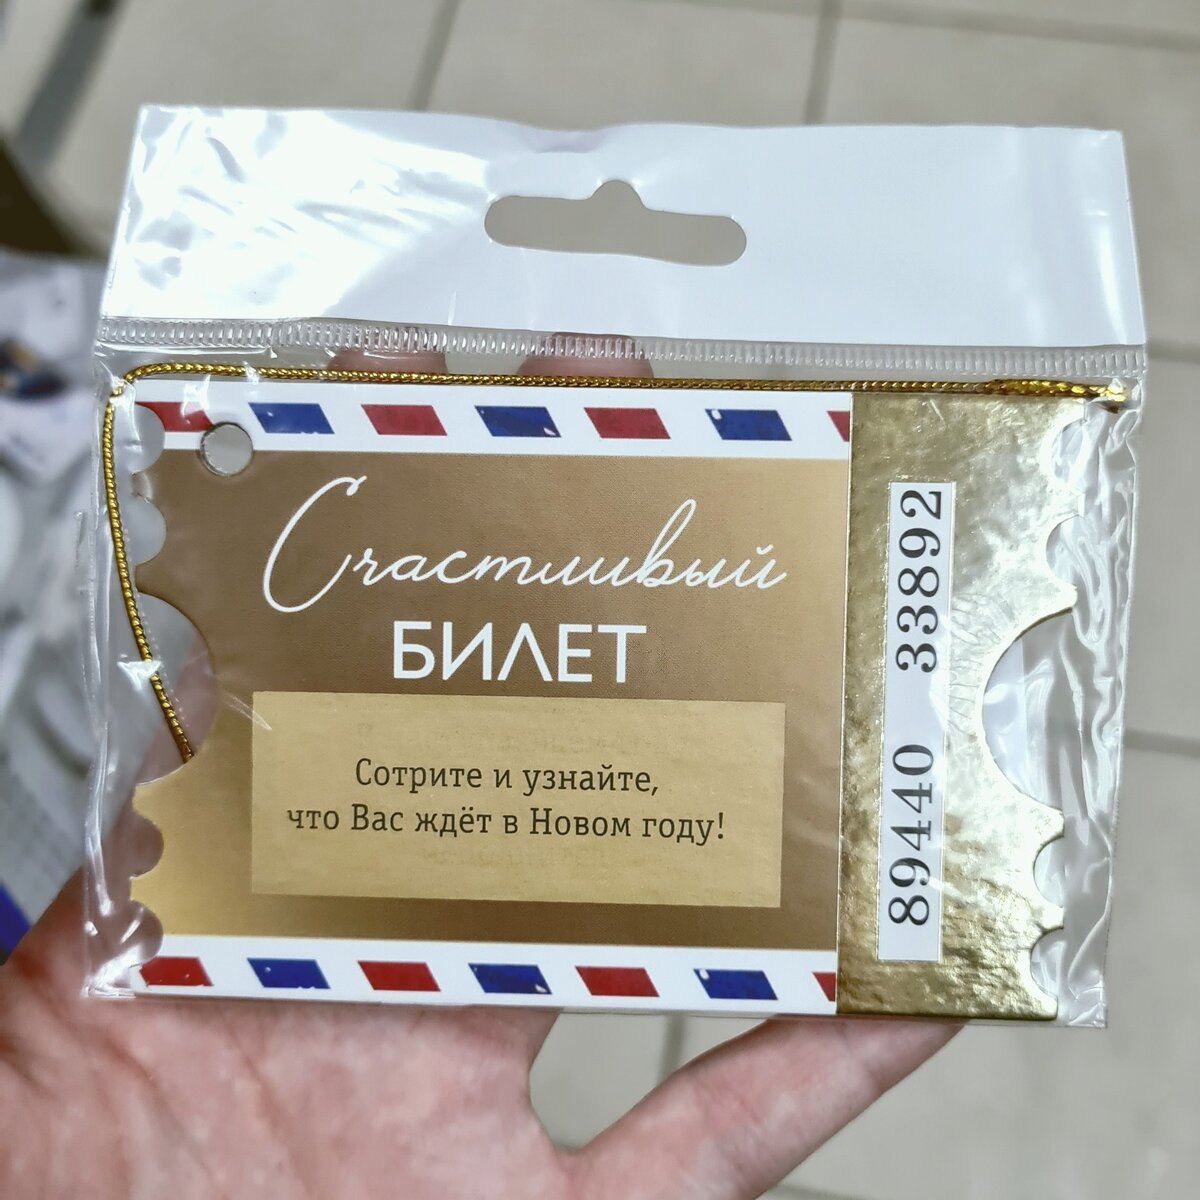 Счастливый
БИЛЕТ
Сотрите и узнайте,
что Вас ждёт в Новом году!
89440 33892